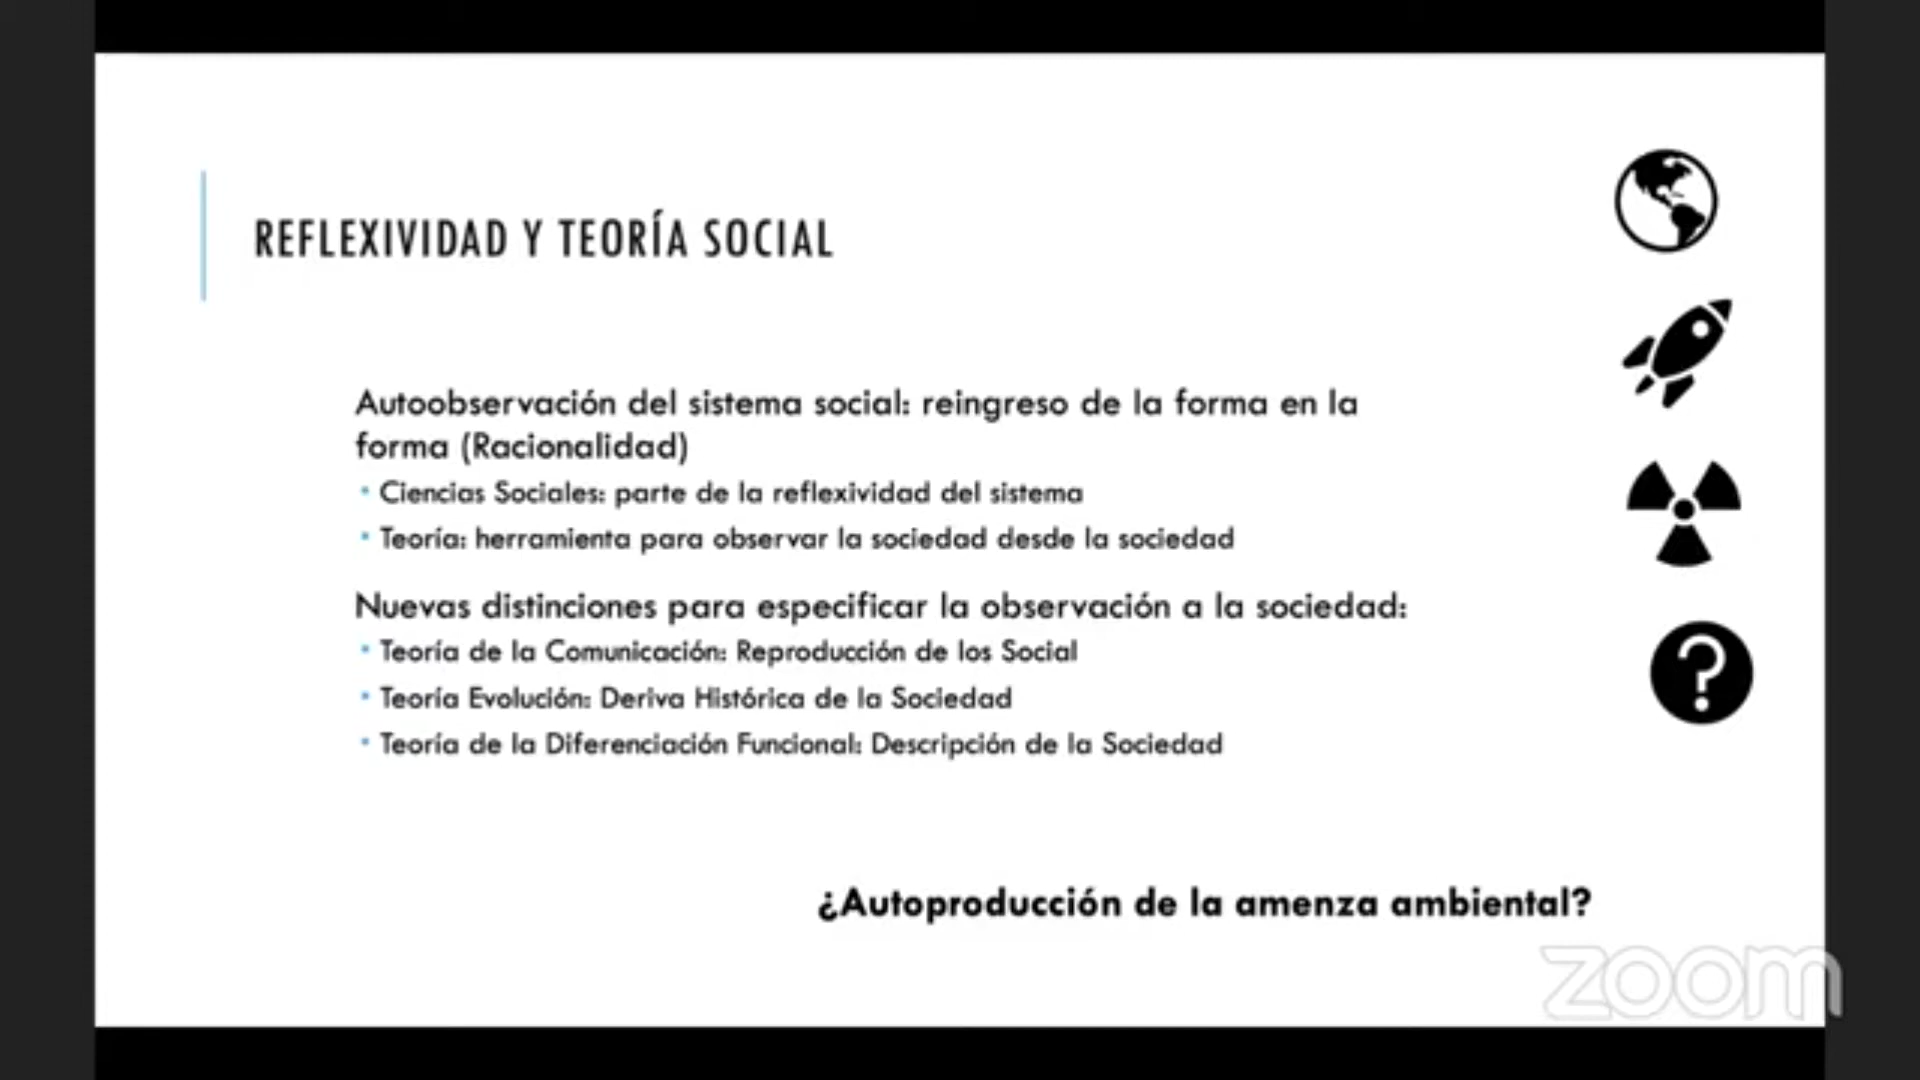 REFLEXIVIDAD Y TEORÍA SOCIAL
Autoobservación del sistema social: reingreso de la forma en la
forma (Racionalidad)
Ciencias Sociales: parte de la reflexividad del sistema
Teoría: herramienta para observar la sociedad desde la sociedad
Nuevas distinciones para especificar la observación a la sociedad:
Teoría de la Comunicación: Reproducción de los Social
Teoría Evolución: Deriva Histórica de la Sociedad
Teoría de la Diferenciación Funcional: Descripción de la Sociedad
¿Autoproducción de la amenza ambiental?
zoom